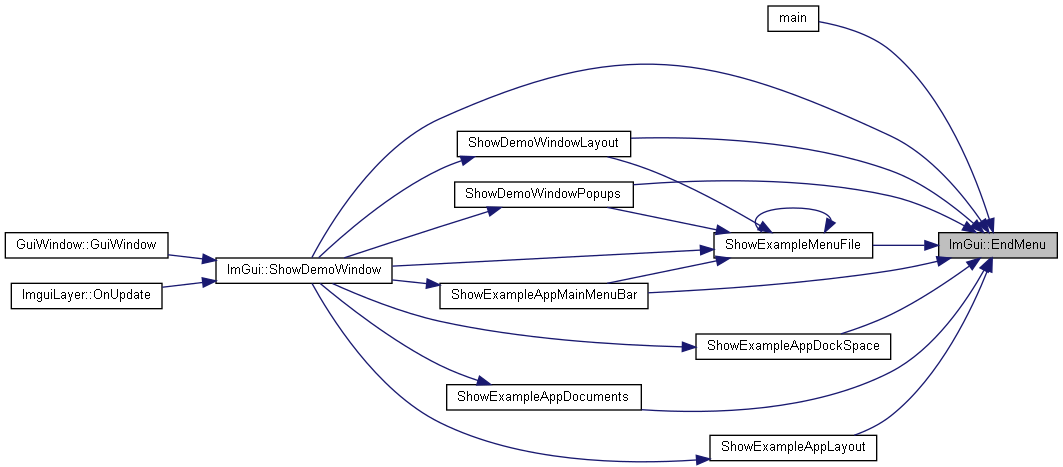 main
ShowDemoWindowLayout
ShowDemoWindowPopups
GuiWindow::GuiWindow
ShowExampleMenuFile
ImGui::EndMenu
ImGui::ShowDemoWindow
ImguiLayer::OnUpdate
ShowExampleAppMainMenuBar
ShowExampleAppDockSpace
ShowExampleAppDocuments
ShowExampleAppLayout